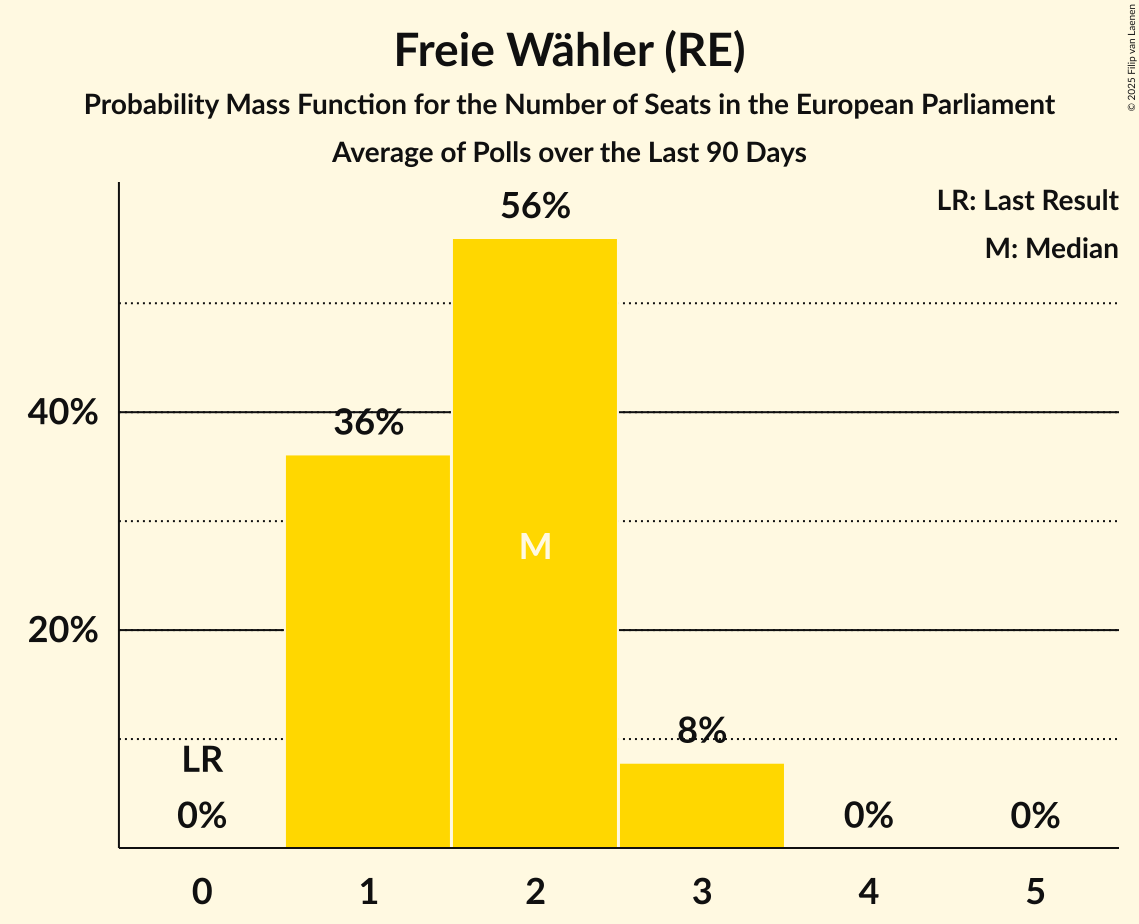 Freie Wähler (RE)
Probability Mass Function for the Number of Seats in the European Parliament
Average of Polls over the Last 90 Days
© 2025 Filip van Laenen
LR: Last Result
M: Median
56%
40%
36%
M
20%
8%
LR
0%
0%
0%
0 1 2 3 4 5